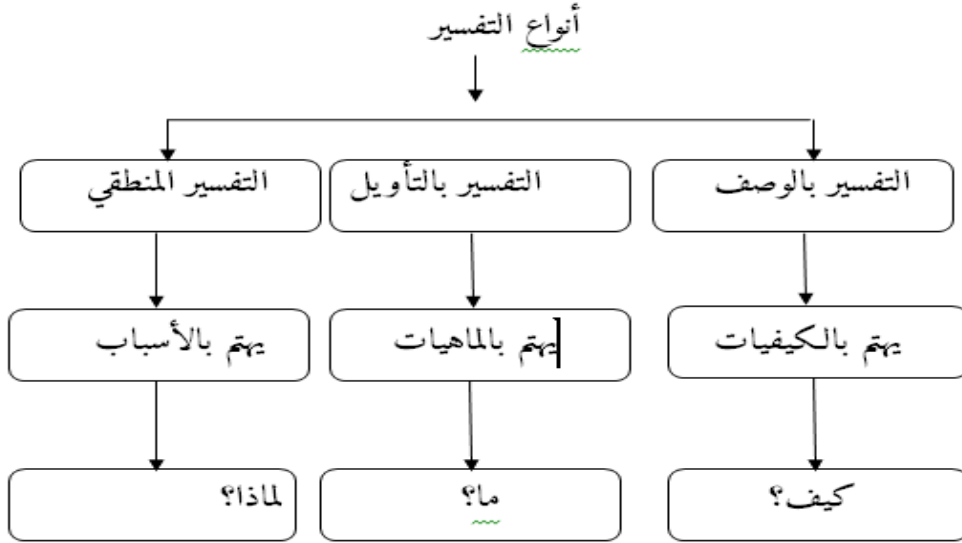 أنواع التفسير
التفسير بالوصف
التفسير بالتأويل
التفسير المنطقي
يهتم بالكيفيات
يهتم بالماهيات
يهتم بالأسباب
كيف؟
ما؟
لماذا؟